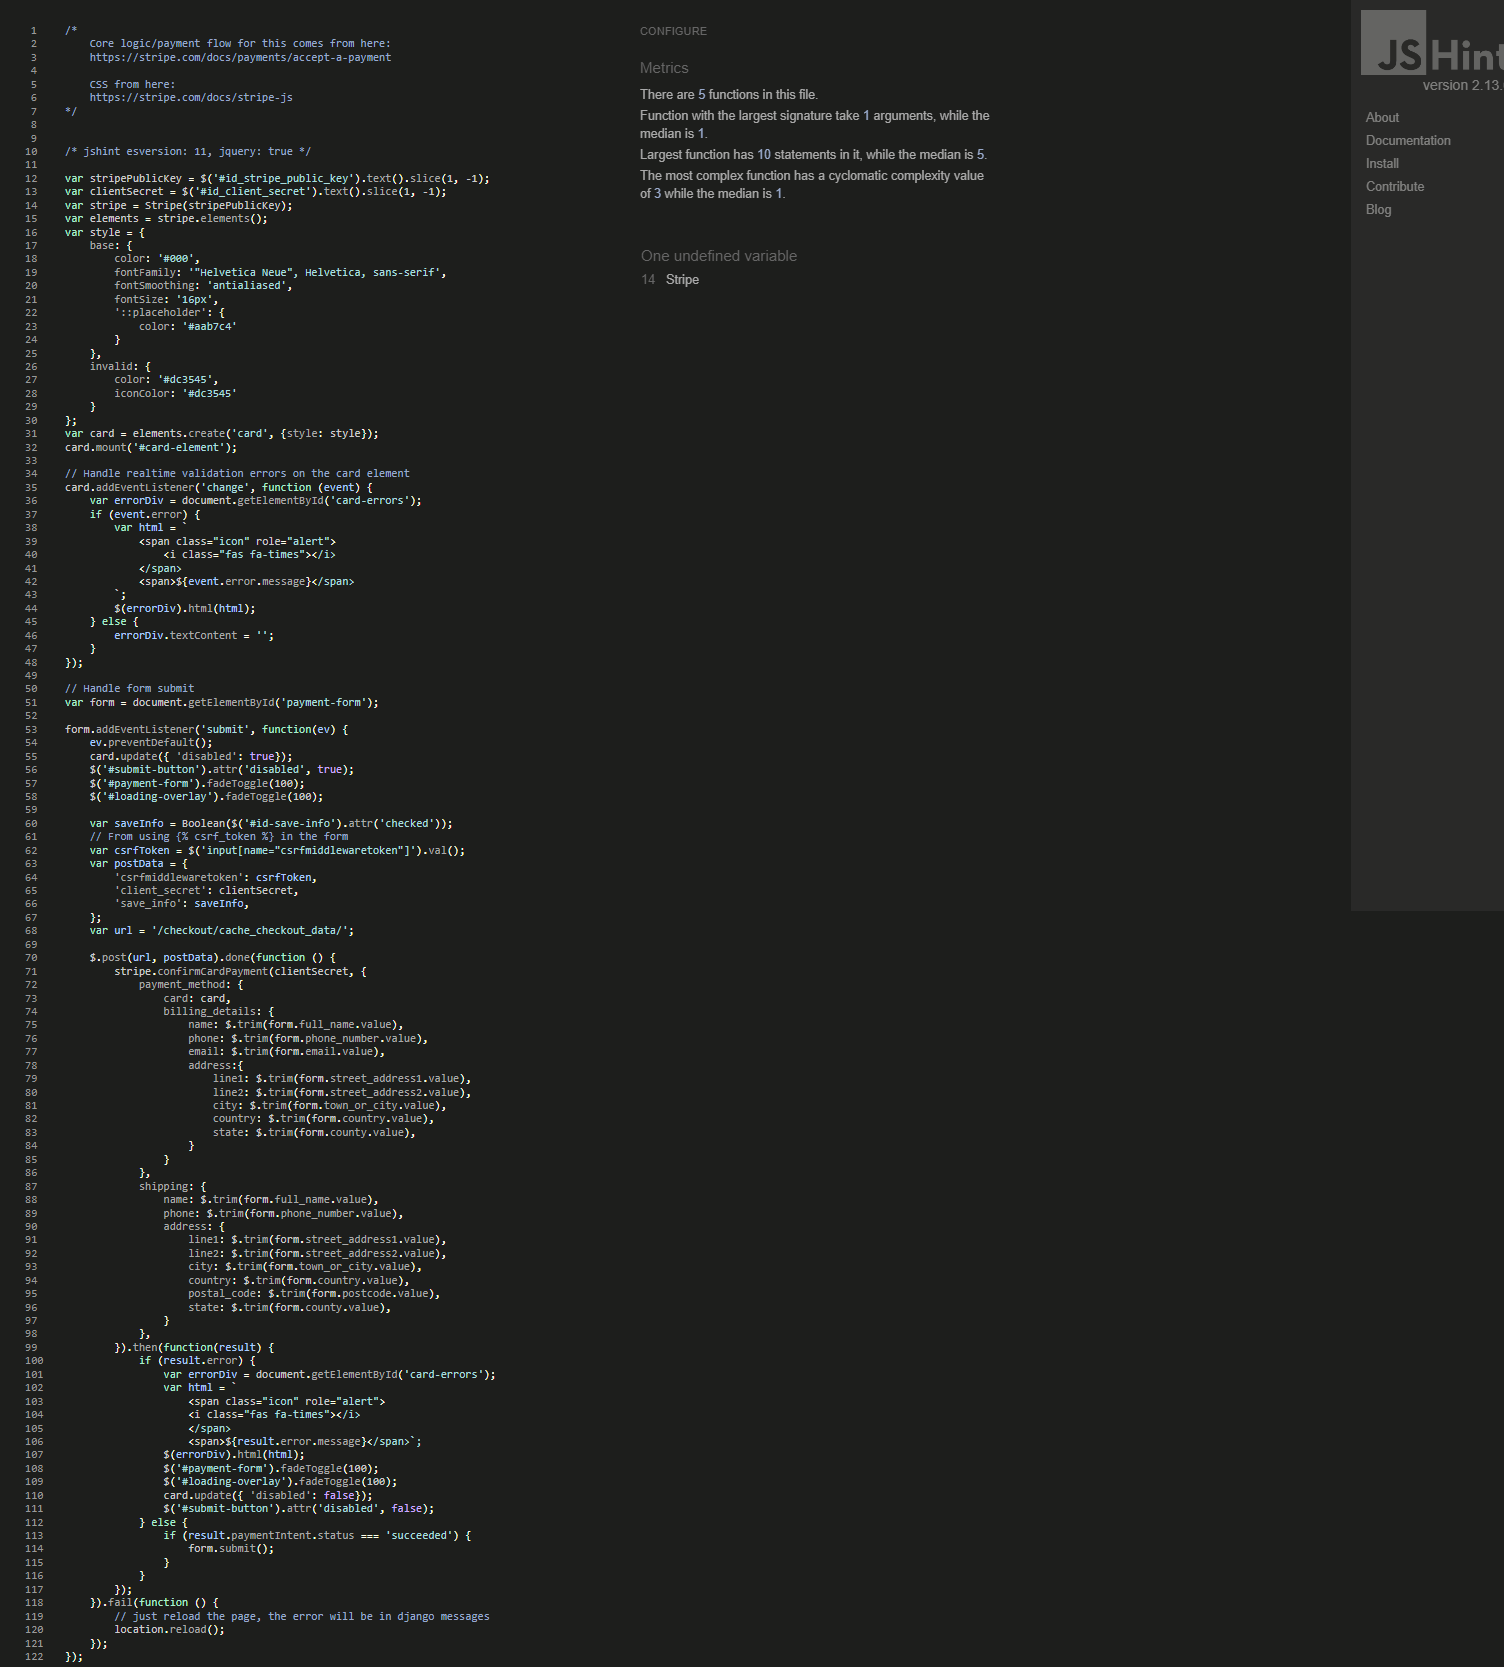 1 /*
2 Core logic/payment flow for this comes from here:
3 https://stripe.com/docs/payments/accept-a-payment
4
5 CSS from here:
6 https://stripe.com/docs/stripe-js
7 */
8
9
10 /* jshint esversion: 11, jquery: true */
11
12 var stripePublicKey = $('#id_stripe_public_key').text().slice(1, -1);
13 var clientSecret = $('#id_client_secret').text().slice(1, -1);
14 var stripe = Stripe(stripePublicKey);
15 var elements = stripe.elements();
16 var style = {
17 base: {
18 color: '#000',
19 fontFamily: '"Helvetica Neue", Helvetica, sans-serif',
20 fontSmoothing: 'antialiased',
21 fontSize: '16px',
22 '::placeholder': {
23 color: '#aab7c4'
24 }
25 },
26 invalid: {
27 color: '#dc3545',
28 iconColor: '#dc3545'
29 }
30 };
31 var card = elements.create('card', {style: style});
32 card.mount('#card-element');
33
34 // Handle realtime validation errors on the card element
35 card.addEventListener('change', function (event) {
36 var errorDiv = document.getElementById('card-errors');
37 if (event.error) {
38 var html = `
39 <span class="icon" role="alert">
40 <i class="fas fa-times"></i>
41 </span>
42 <span>${event.error.message}</span>
43 `;
44 $(errorDiv).html(html);
45 } else {
46 errorDiv.textContent = '';
47 }
48 });
49
50 // Handle form submit
51 var form = document.getElementById('payment-form');
52
53 form.addEventListener('submit', function(ev) {
54 ev.preventDefault();
55 card.update({ 'disabled': true});
56 $('#submit-button').attr('disabled', true);
57 $('#payment-form').fadeToggle(100);
58 $('#loading-overlay').fadeToggle(100);
59
60 var saveInfo = Boolean($('#id-save-info').attr('checked'));
61 // From using {% csrf_token %} in the form
62 var csrfToken = $('input[name="csrfmiddlewaretoken"]').val();
63 var postData = {
64 'csrfmiddlewaretoken': csrfToken,
65 'client_secret': clientSecret,
66 'save_info': saveInfo,
67 };
68 var url = '/checkout/cache_checkout_data/';
69
70 $.post(url, postData).done(function () {
71 stripe.confirmCardPayment(clientSecret, {
72 payment_method: {
73 card: card,
74 billing_details: {
75 name: $.trim(form.full_name.value),
76 phone: $.trim(form.phone_number.value),
77 email: $.trim(form.email.value),
78 address:{
79 line1: $.trim(form.street_address1.value),
80 line2: $.trim(form.street_address2.value),
81 city: $.trim(form.town_or_city.value),
82 country: $.trim(form.country.value),
83 state: $.trim(form.county.value),
84 }
85 }
86 },
87 shipping: {
88 name: $.trim(form.full_name.value),
89 phone: $.trim(form.phone_number.value),
90 address: {
91 line1: $.trim(form.street_address1.value),
92 line2: $.trim(form.street_address2.value),
93 city: $.trim(form.town_or_city.value),
94 country: $.trim(form.country.value),
95 postal_code: $.trim(form.postcode.value),
96 state: $.trim(form.county.value),
97 }
98 },
99 }).then(function(result) {
100 if (result.error) {
101 var errorDiv = document.getElementById('card-errors');
102 var html = `
103 <span class="icon" role="alert">
104 <i class="fas fa-times"></i>
105 </span>
106 <span>${result.error.message}</span>`;
107 $(errorDiv).html(html);
108 $('#payment-form').fadeToggle(100);
109 $('#loading-overlay').fadeToggle(100);
110 card.update({ 'disabled': false});
111 $('#submit-button').attr('disabled', false);
112 } else {
113 if (result.paymentIntent.status === 'succeeded') {
114 form.submit();
115 }
116 }
117 });
118 }).fail(function () {
119 // just reload the page, the error will be in django messages
120 location.reload();
121 });
122 });
CONFIGURE
Metrics
There are 5 functions in this file.
Function with the largest signature take 1 arguments, while the
median is 1.
Largest function has 10 statements in it, while the median is 5.
The most complex function has a cyclomatic complexity value
of 3 while the median is 1.
One undefined variable
14 Stripe
JSHint
version 2.13.
About
Documentation
Install
Contribute
Blog